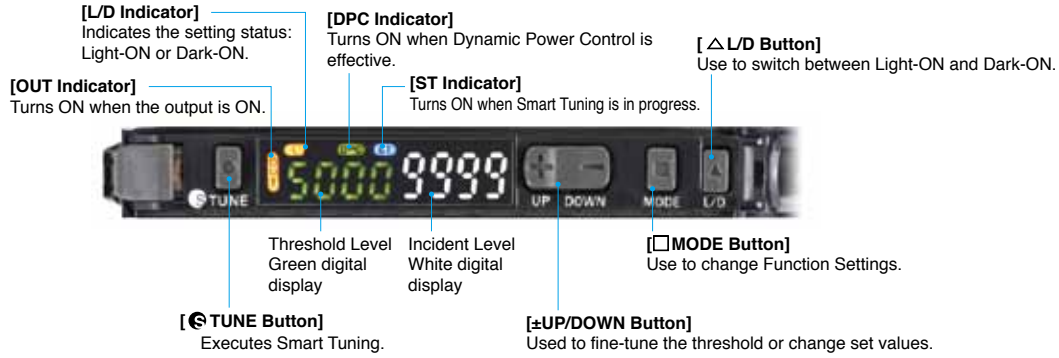 [L/D Indicator]
Indicates the setting status:
Light-ON or Dark-ON.
[DPC Indicator]
Turns ON when Dynamic Power Control is
effective.
[ △L/D Button]
Use to switch between Light-ON and Dark-ON.
[OUT Indicator]
Turns ON when the output is ON.
[ST Indicator]
Turns ON when Smart Tuning is in progress.
5000 9999
S TUNE
UP DOWN
MODE
L/D
Threshold Level
Green digital
display
Incident Level
White digital
display
[□MODE Button]
Use to change Function Settings.
[ S TUNE Button]
Executes Smart Tuning.
[±UP/DOWN Button]
Used to fine-tune the threshold or change set values.